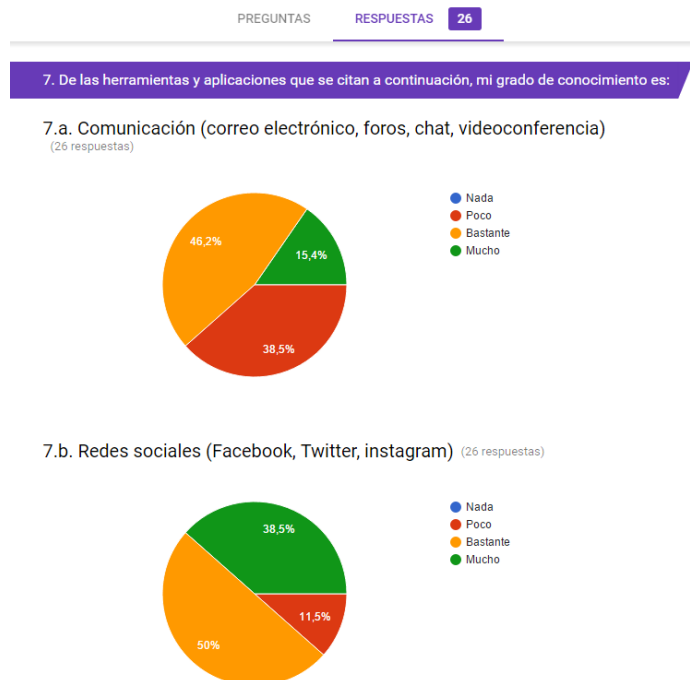 PREGUNTAS RESPUESTAS 26
7. De las herramientas y aplicaciones que se citan a continuación, mi grado de conocimiento es:
7.a. Comunicación (correo electrónico, foros, chat, videoconferencia)
(26 respuestas)
46,2%
15,4%
38,5%
Nada
Poco
Bastante
Mucho
7.b. Redes sociales (Facebook, Twitter, instagram) (26 respuestas)
38,5%
11,5%
50%
Nada
Poco
Bastante
Mucho